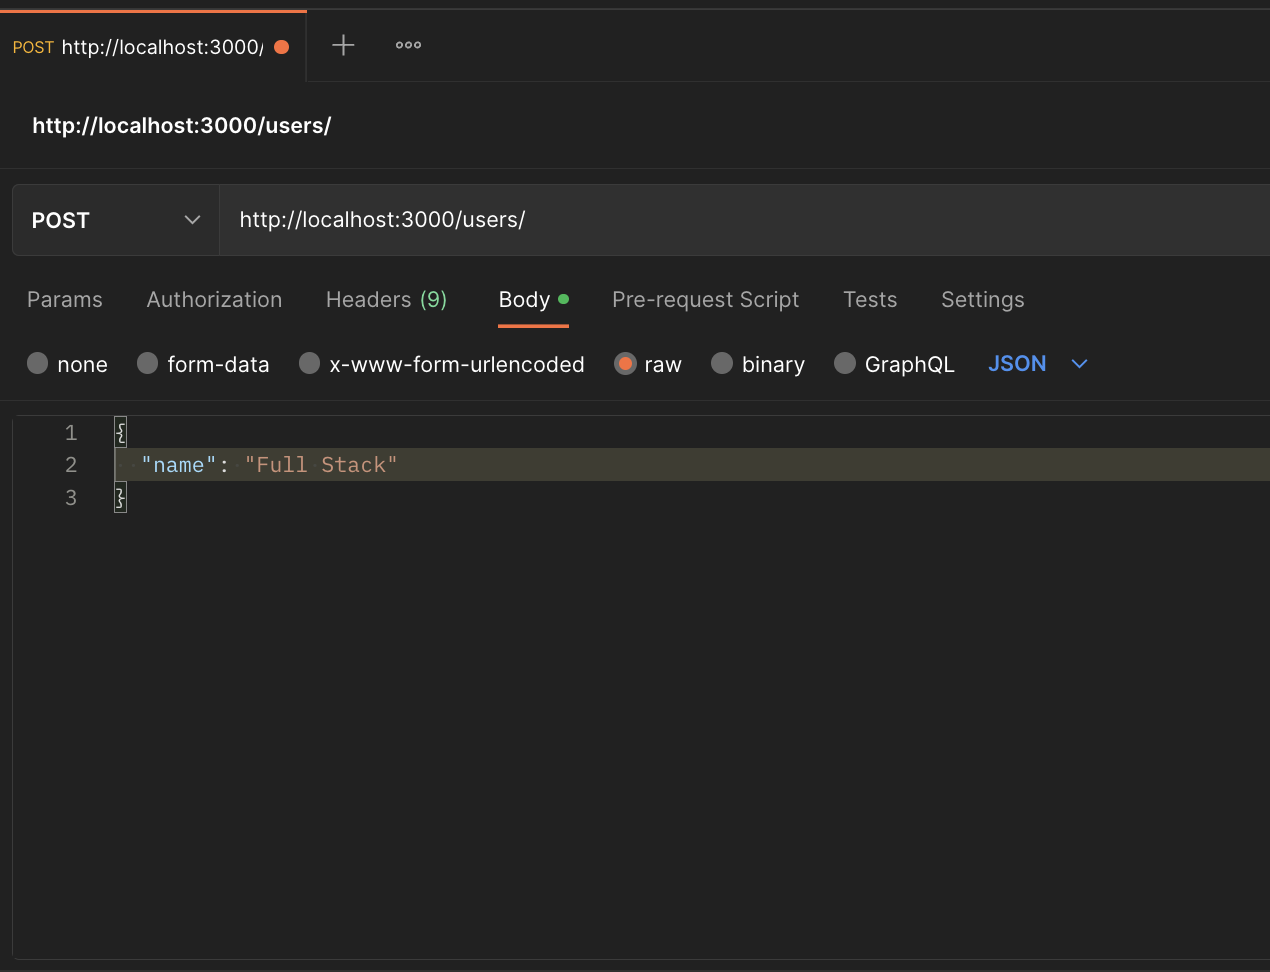 POST http://localhost:3000/
http://localhost:3000/users/
POST http://localhost:3000/users/
Params Authorization Headers (9) Body Pre-request Script Tests Settings
none form-data x-www-form-urlencoded raw binary GraphQL JSON
1 {
2 "name": "Full Stack"
3 }